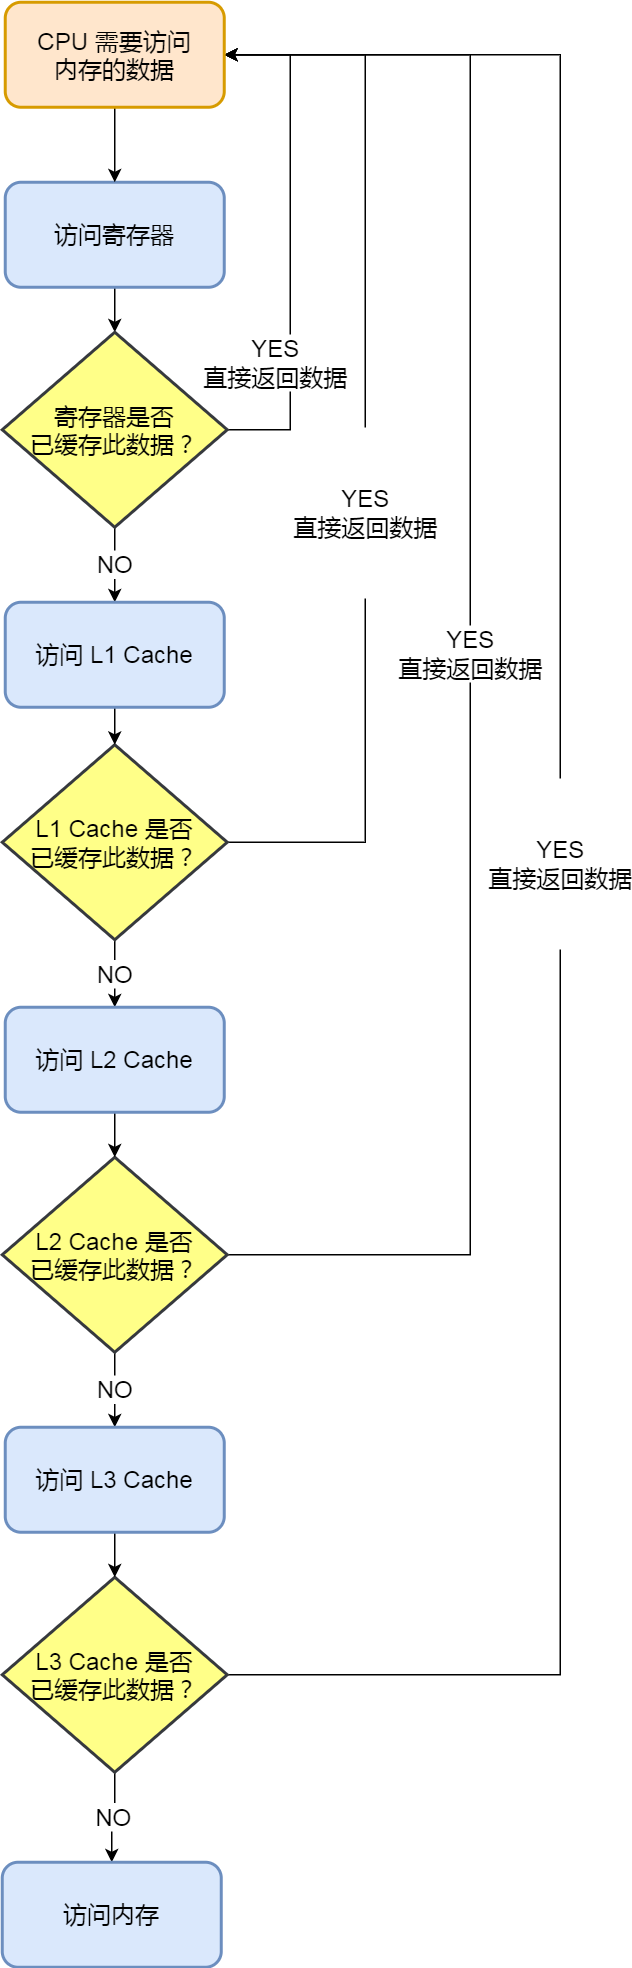 CPU 需要访问
内存的数据
访问寄存器
YES
直接返回数据
寄存器是否
已缓存此数据？
YES
直接返回数据
NO
访问 L1 Cache
YES
直接返回数据
L1 Cache 是否
已缓存此数据？
YES
直接返回数据
NO
访问 L2 Cache
L2 Cache 是否
已缓存此数据？
NO
访问 L3 Cache
L3 Cache 是否
已缓存此数据？
NO
访问内存